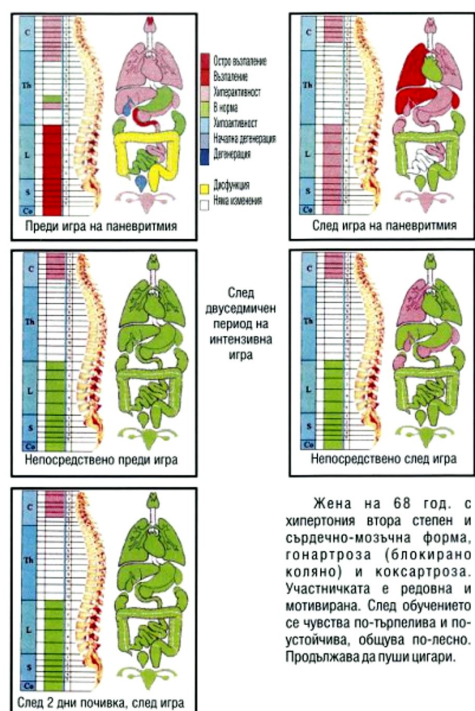 C
Th
L
S
Co
Преди игра на паневритмия
Остро възпаление
Възпаление
Хиперактивност
В норма
Хипоактивност
Начална дегенерация
Дегенерация
Дисфункция
Няма изменения
C
Th
L
S
Co
След игра на паневритмия
C
Th
L
S
Co
Непосредствено преди игра
След
двуседмичен
период на
интензивна
игра
C
Th
L
S
Co
Непосредствено след игра
C
Th
L
S
Co
След 2 дни почивка, след игра
Жена на 68 год. с
хипертония втора степен и
сърдечно-мозъчна форма,
гонартроза (блокирано
коляно) и коксартроза.
Участничката е редовна и
мотивирана. След обучението
се чувства по-търпелива и по-
устойчива, общува по-лесно.
Продължава да пуши цигари.